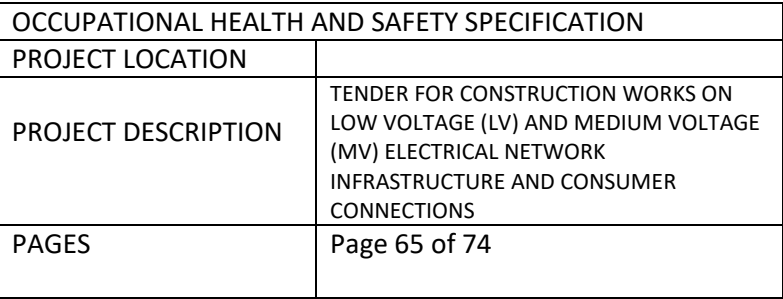 OCCUPATIONAL HEALTH AND SAFETY SPECIFICATION
PROJECT LOCATION
PROJECT DESCRIPTION
TENDER FOR CONSTRUCTION WORKS ON
LOW VOLTAGE (LV) AND MEDIUM VOLTAGE
(MV) ELECTRICAL NETWORK
INFRASTRUCTURE AND CONSUMER
CONNECTIONS
PAGES
Page 65 of 74